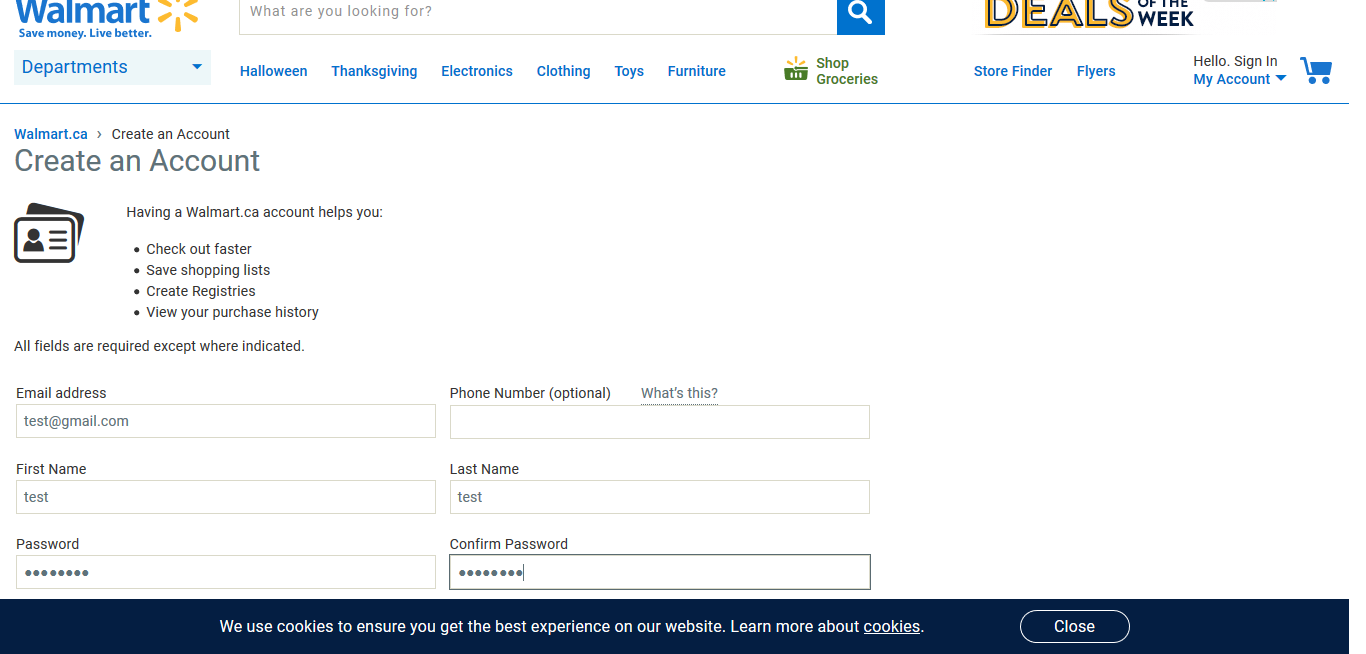 Walmart
Save money. Live better.
What are you looking for?
DEALS OF THE WEEK
Departments
Halloween Thanksgiving Electronics Clothing Toys Furniture
Shop Groceries
Store Finder Flyers
Hello. Sign In
My Account
Walmart.ca › Create an Account
Create an Account
Having a Walmart.ca account helps you:
• Check out faster
• Save shopping lists
• Create Registries
• View your purchase history
All fields are required except where indicated.
Email address
test@gmail.com
Phone Number (optional) What's this?
First Name
test
Last Name
test
Password
••••••••
Confirm Password
••••••••
We use cookies to ensure you get the best experience on our website. Learn more about cookies.
Close